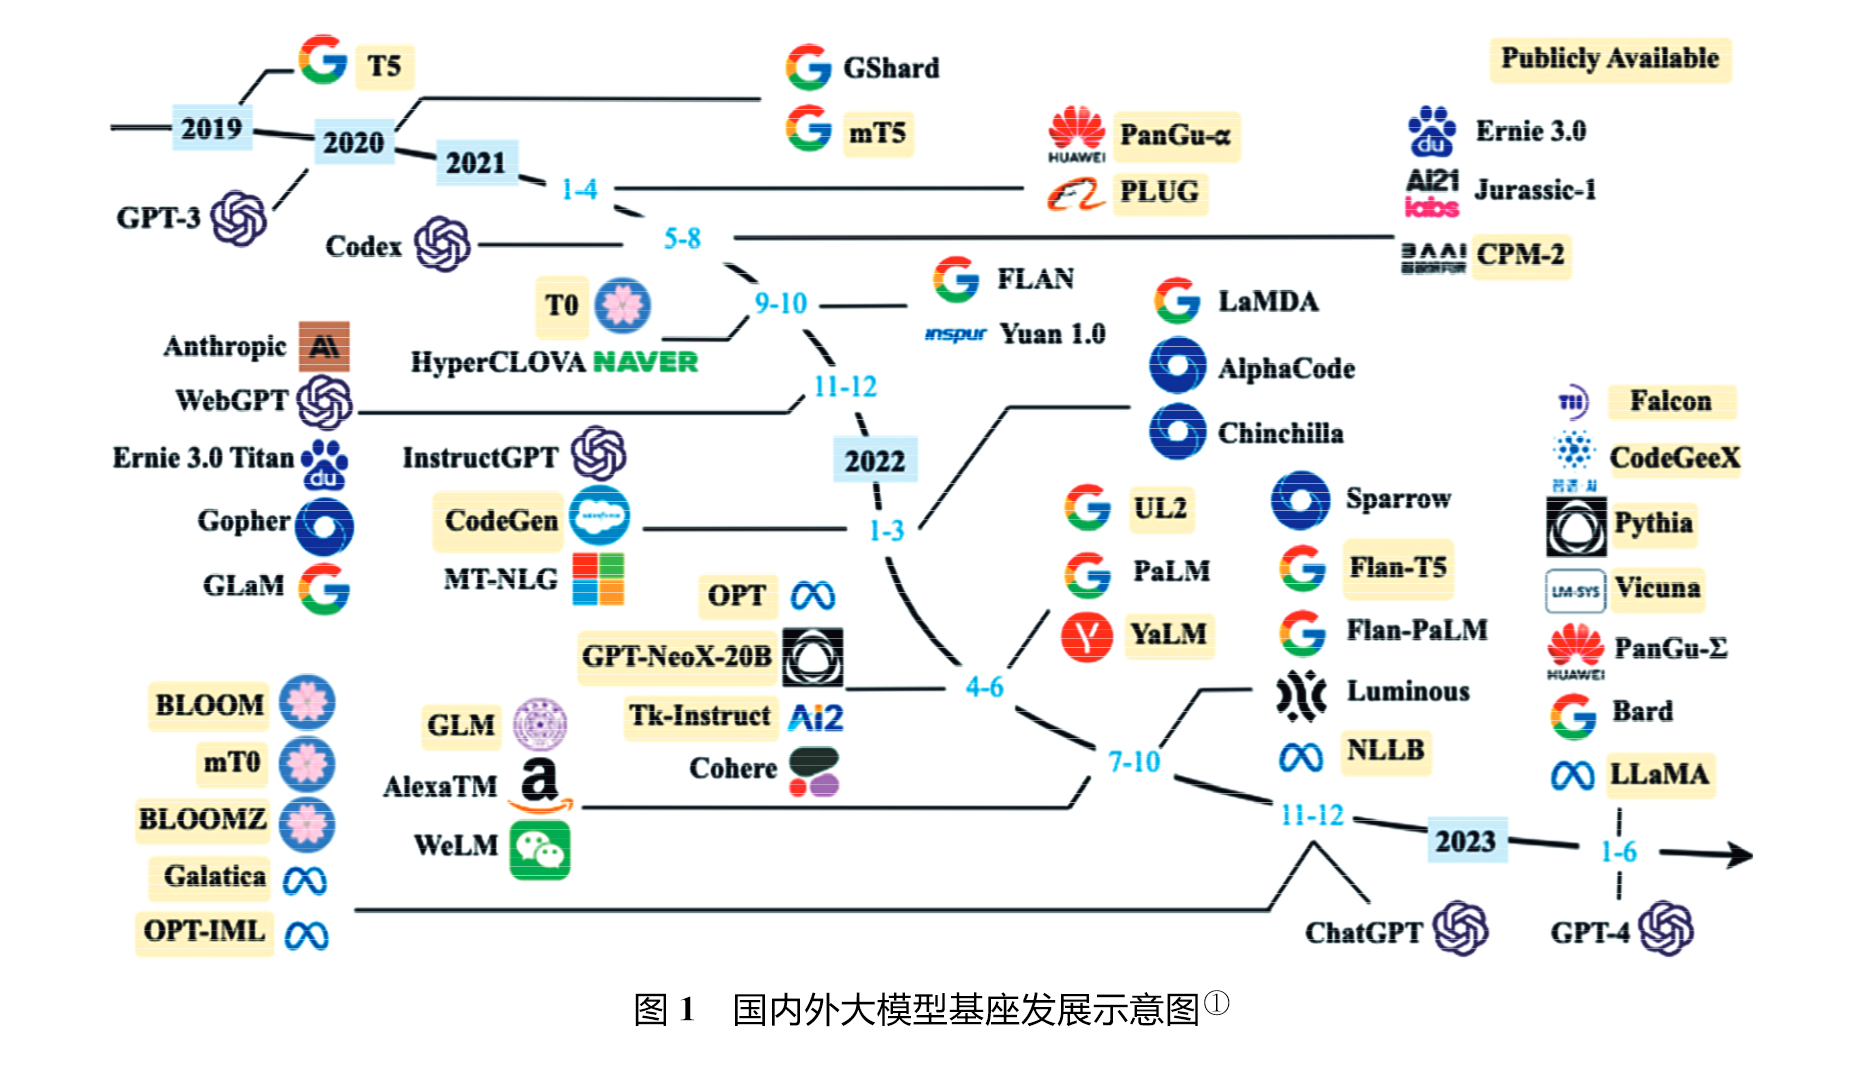 T5
GShard
Publicly Available
2019
2020
2021
mT5
HUAWEI
PanGu-α
du
Ernie 3.0
GPT-3
1-4
PLUG
Ai21
labs
Jurassic-1
Codex
5-8
BAAI
CPM-2
T0
9-10
FLAN
LaMDA
inspur
Yuan 1.0
Anthropic
HyperCLOVA NAVER
AlphaCode
WebGPT
11-12
Falcon
Chinchilla
Ernie 3.0 Titan
du
InstructGPT
2022
CodeGeeX
Gopher
CodeGen
1-3
UL2
Sparrow
Pythia
GLaM
MT-NLG
OPT
PaLM
Flan-T5
LM-SYS
Vicuna
GPT-NeoX-20B
YaLM
Flan-PaLM
HUAWEI
PanGu-Σ
4-6
BLOOM
GLM
Tk-Instruct
Ai2
Luminous
Bard
mT0
AlexaTM
a
Cohere
7-10
NLLB
LLaMA
BLOOMZ
WeLM
11-12
2023
1-6
Galatica
OPT-IML
ChatGPT
GPT-4
图 1 国内外大模型基座发展示意图①